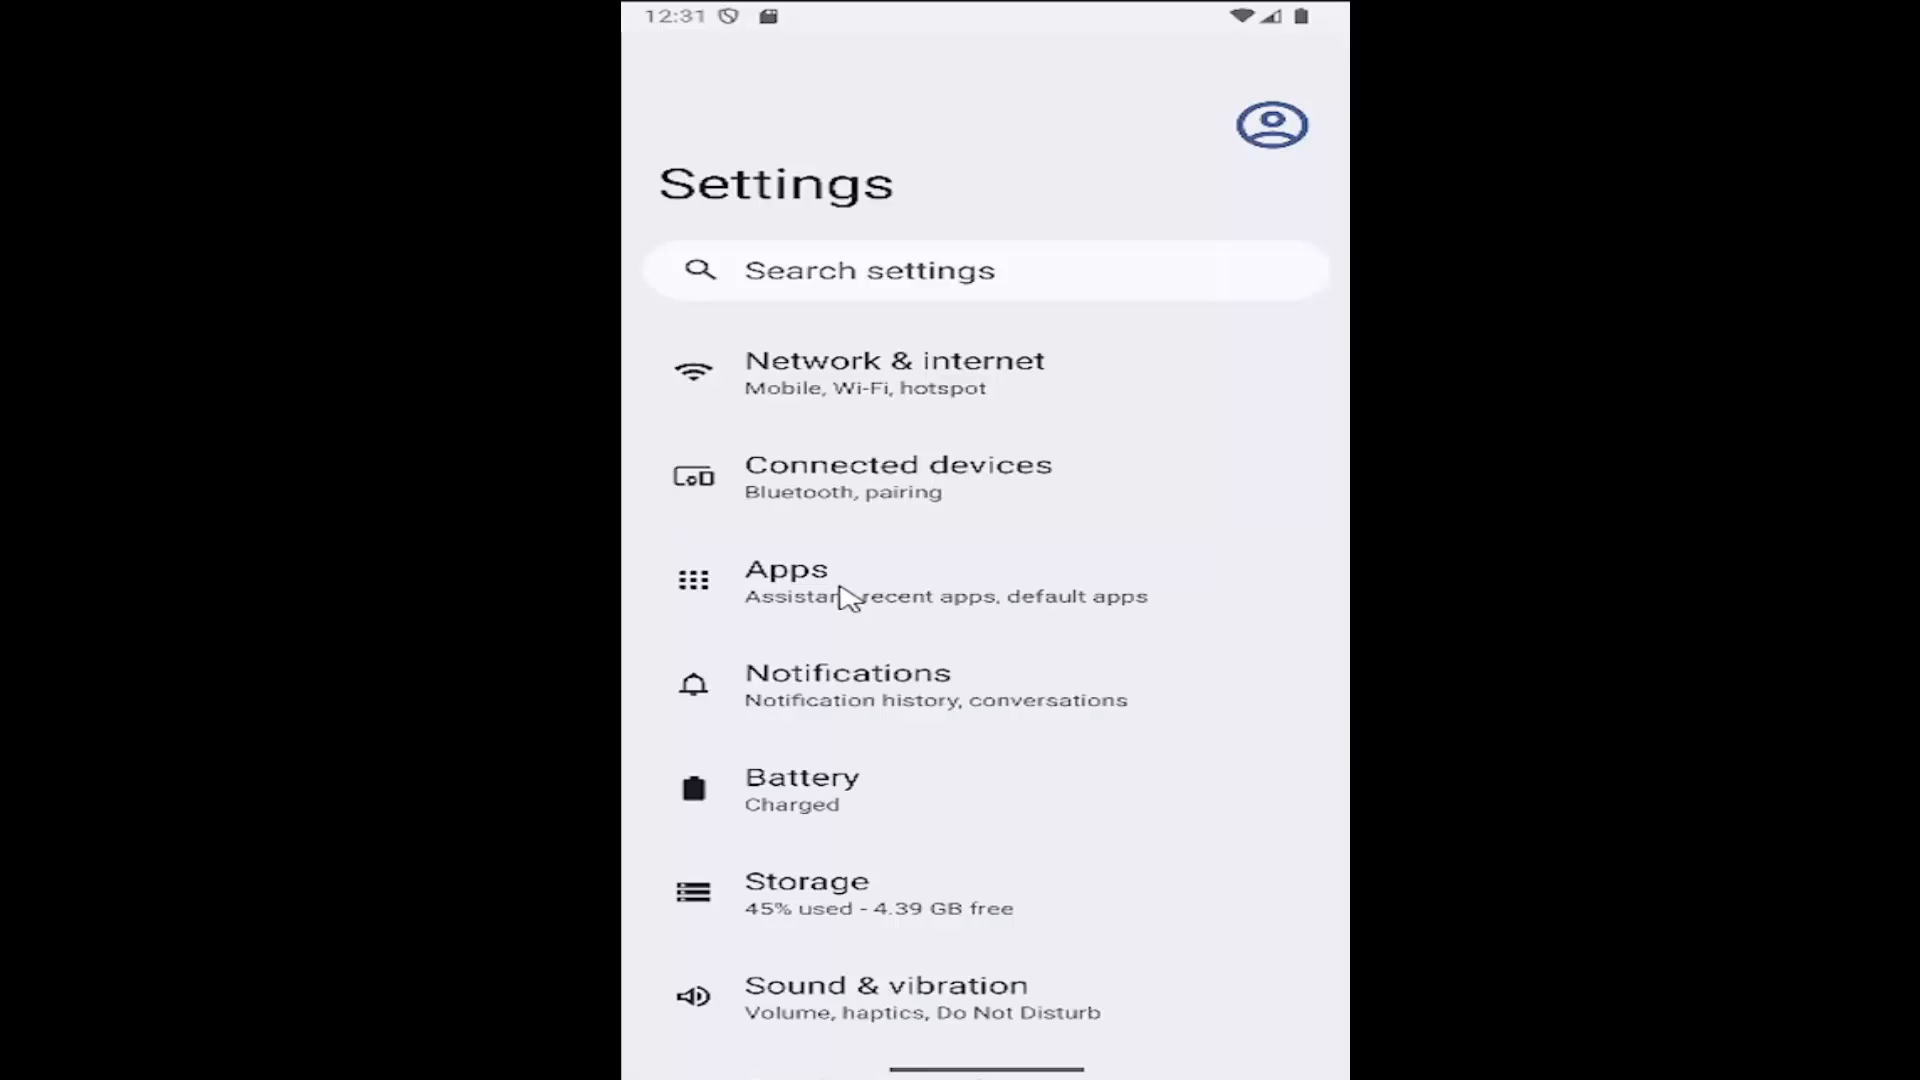 12:31
Settings
Search settings
Network & internet
Mobile, Wi-Fi, hotspot
Connected devices
Bluetooth, pairing
Apps
recent apps, default apps
Notifications
Notification history, conversations
Battery
Charged
Storage
45% used - 4.39 GB free
Sound & vibration
Volume, haptics, Do Not Disturb